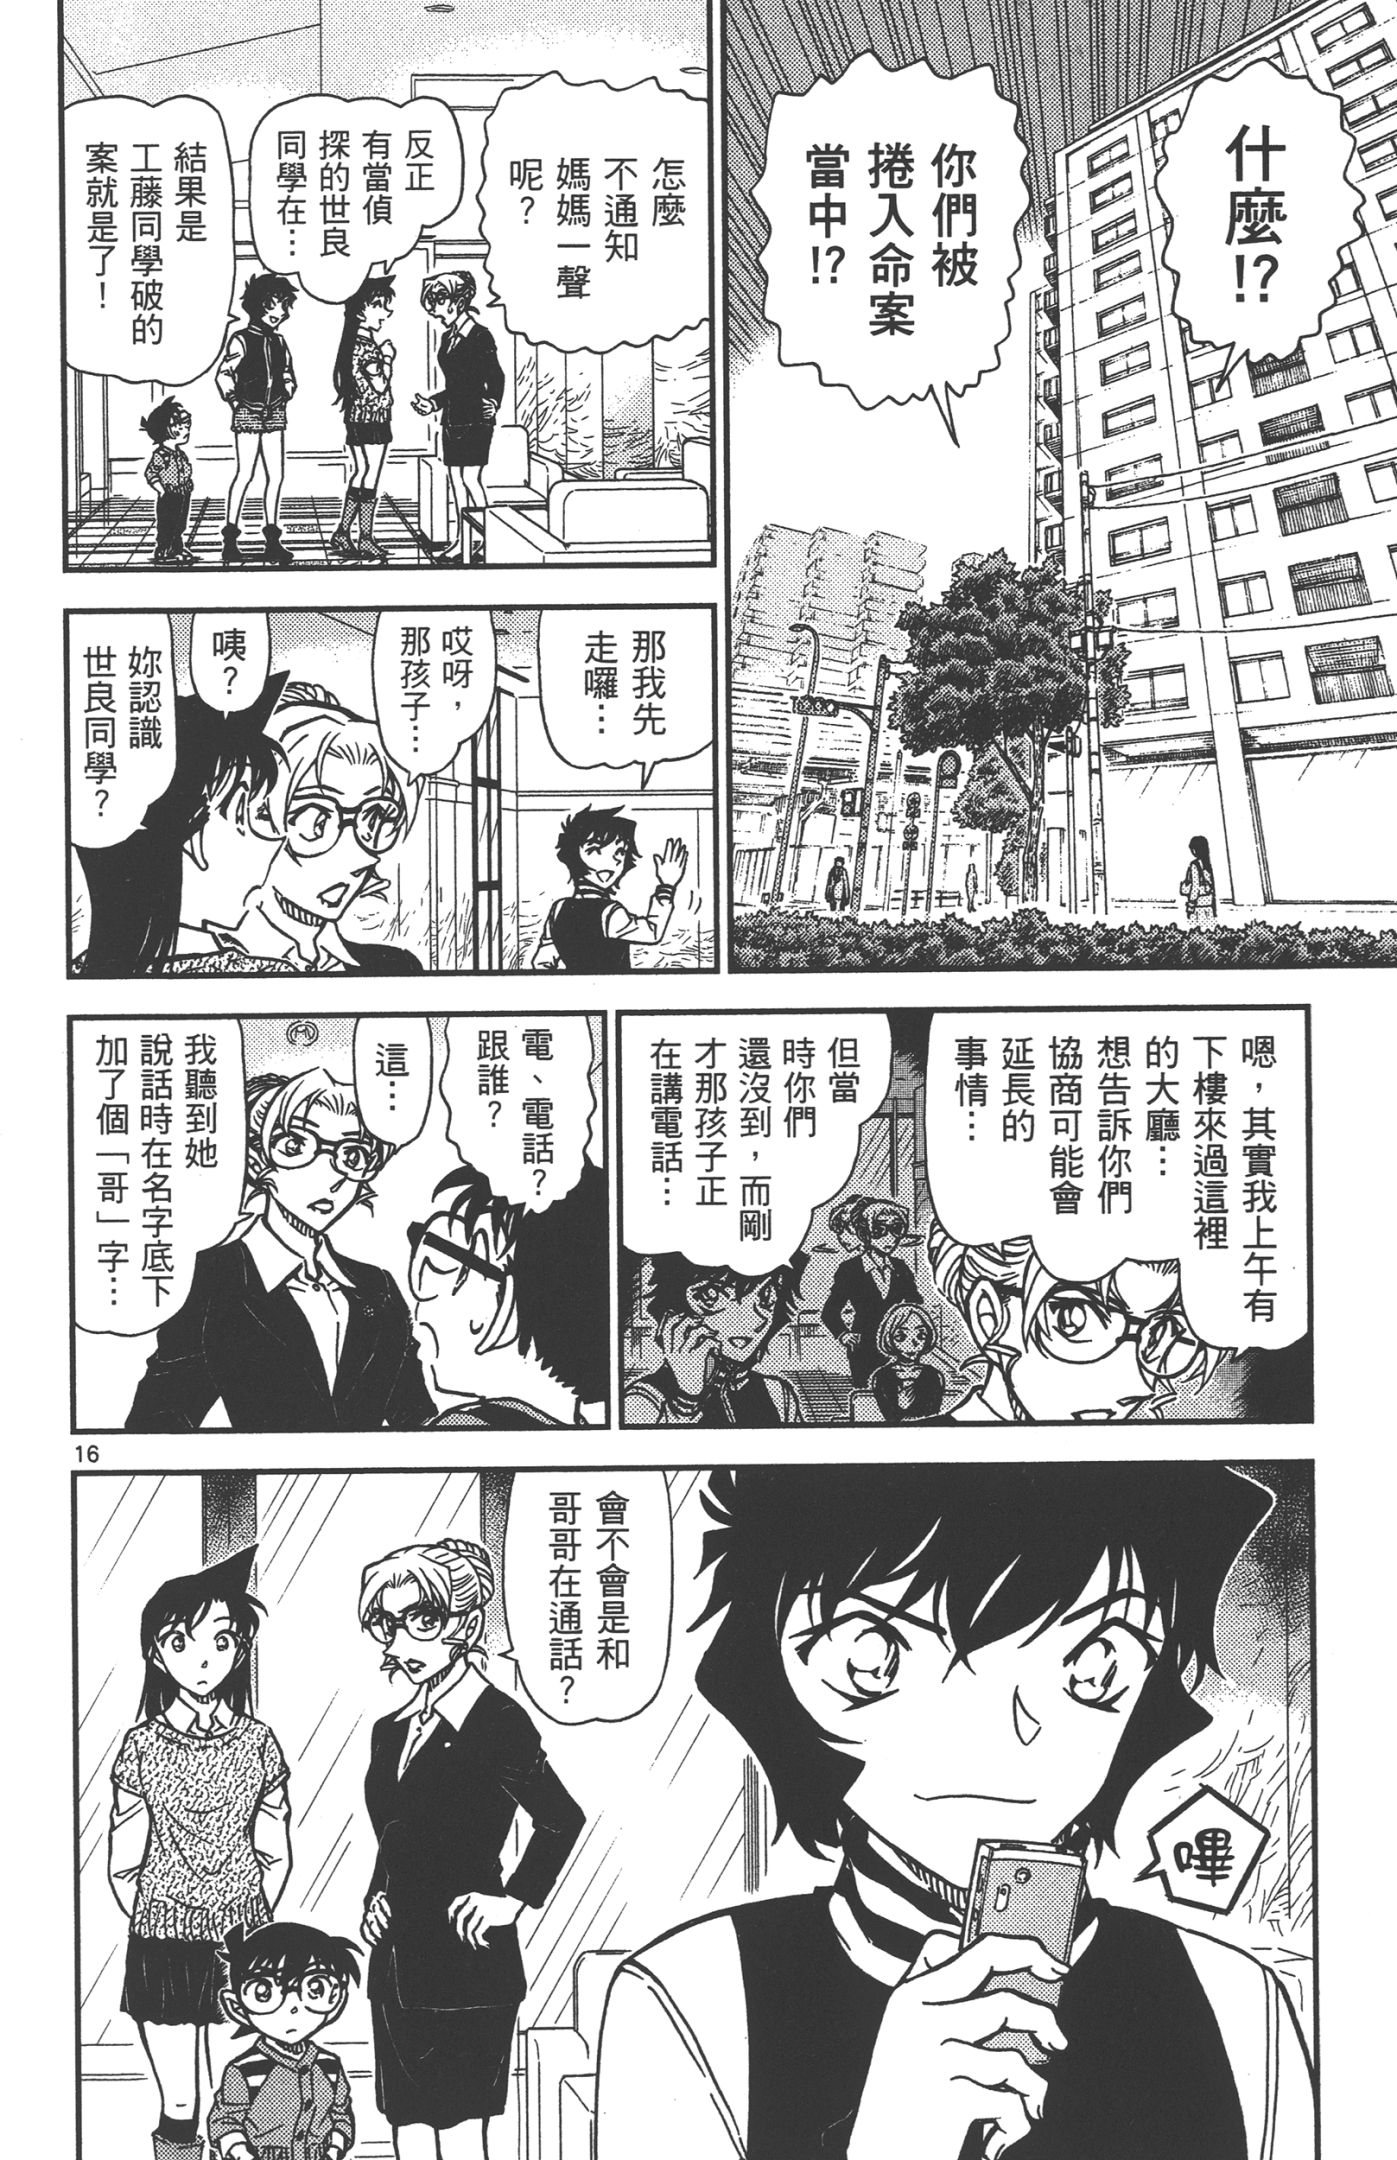 什麼!?
你們被
捲入命案
當中!?
怎麼
不通知
媽媽一聲
呢？
反正
有當偵
探的世良
同學在…
結果是
工藤同學破的
案就是了！
那我先
走囉…
哎呀，
那孩子…
咦？
妳認識
世良同學？
嗯，其實我上午有
下樓來過這裡
的大廳…
想告訴你們
協商可能會
延長的
事情…
但當
時你們
還沒到，而剛
才那孩子正
在講電話…
電、電話？
跟誰？
這…
我聽到她
說話時在名字底下
加了個「哥」字…
16
會不會是和
哥哥在通話？
嗶